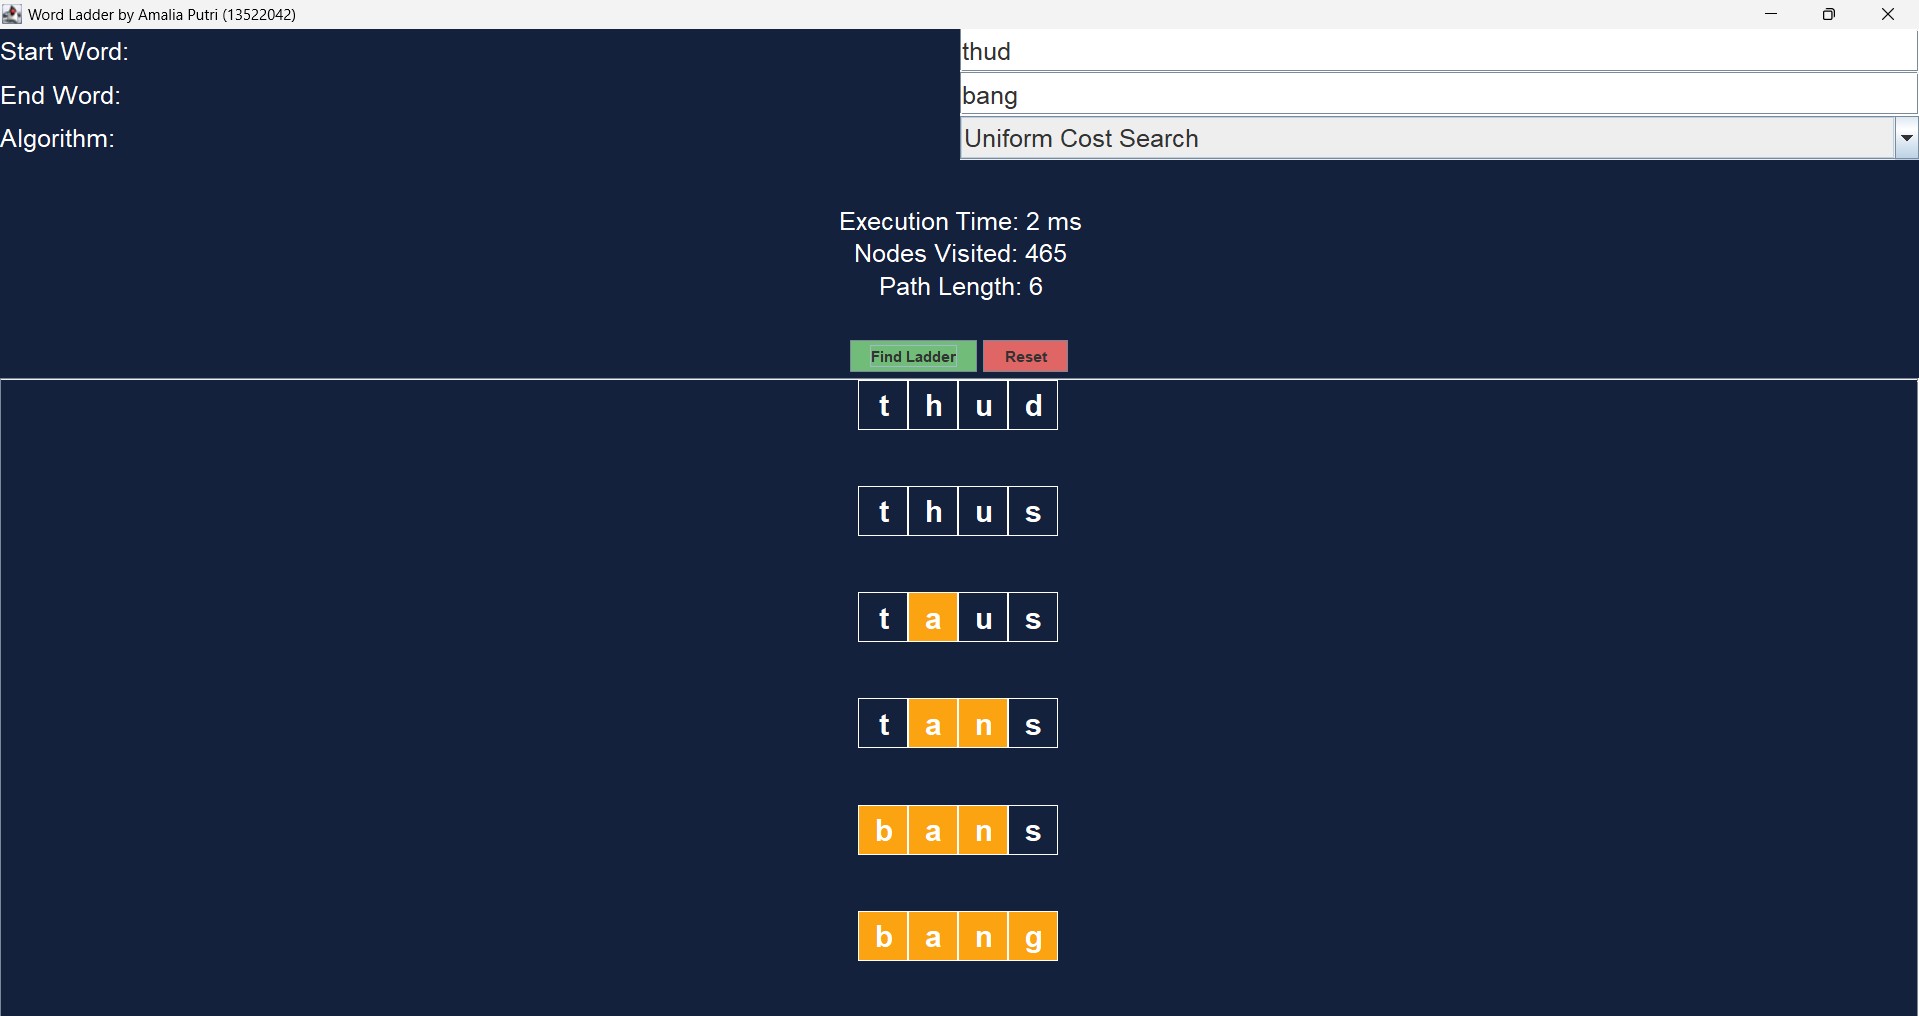 Word Ladder by Amalia Putri (13522042)
Start Word: thud
End Word: bang
Algorithm: Uniform Cost Search
Execution Time: 2 ms
Nodes Visited: 465
Path Length: 6
Find Ladder Reset
t h u d
t h u s
t a u s
t a n s
b a n s
b a n g